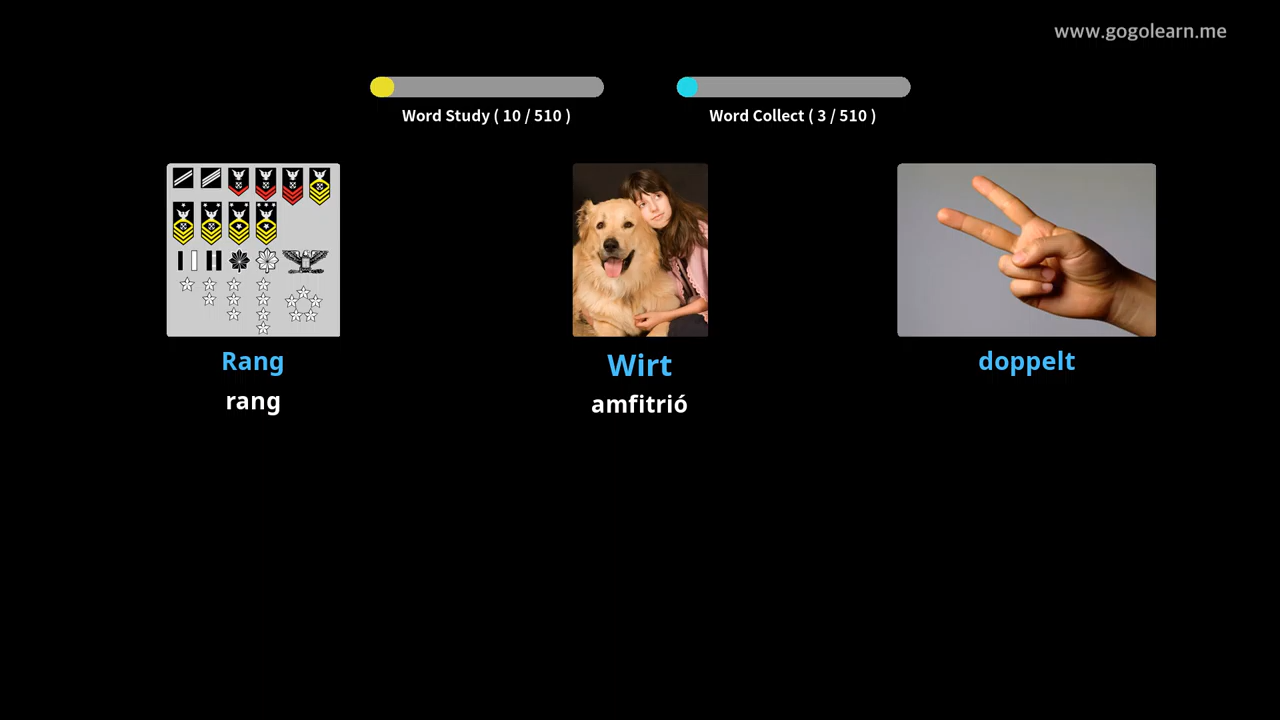 www.gogolearn.me
Word Study ( 10 / 510 )
Word Collect ( 3 / 510 )
Rang
rang
Wirt
amfitrió
doppelt